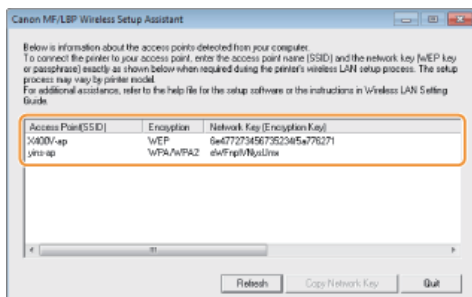 Canon MF/LBP Wireless Setup Assistant
Below is information about the access points detected from your computer.
To connect the printer to your access point, enter the access point name (SSID) and the network key (WEP key
or passphrase) exactly as shown below when required during the printer's wireless LAN setup process. The setup
process may vary by printer model.
For additional assistance, refer to the help file for the setup software or the instructions in Wireless LAN Setting
Guide.
Access Point(SSID) Encryption Network Key (Encryption Key)
X400V-ap WEP
yins-ap WPA/WPA2
Refresh Copy Network Key Quit